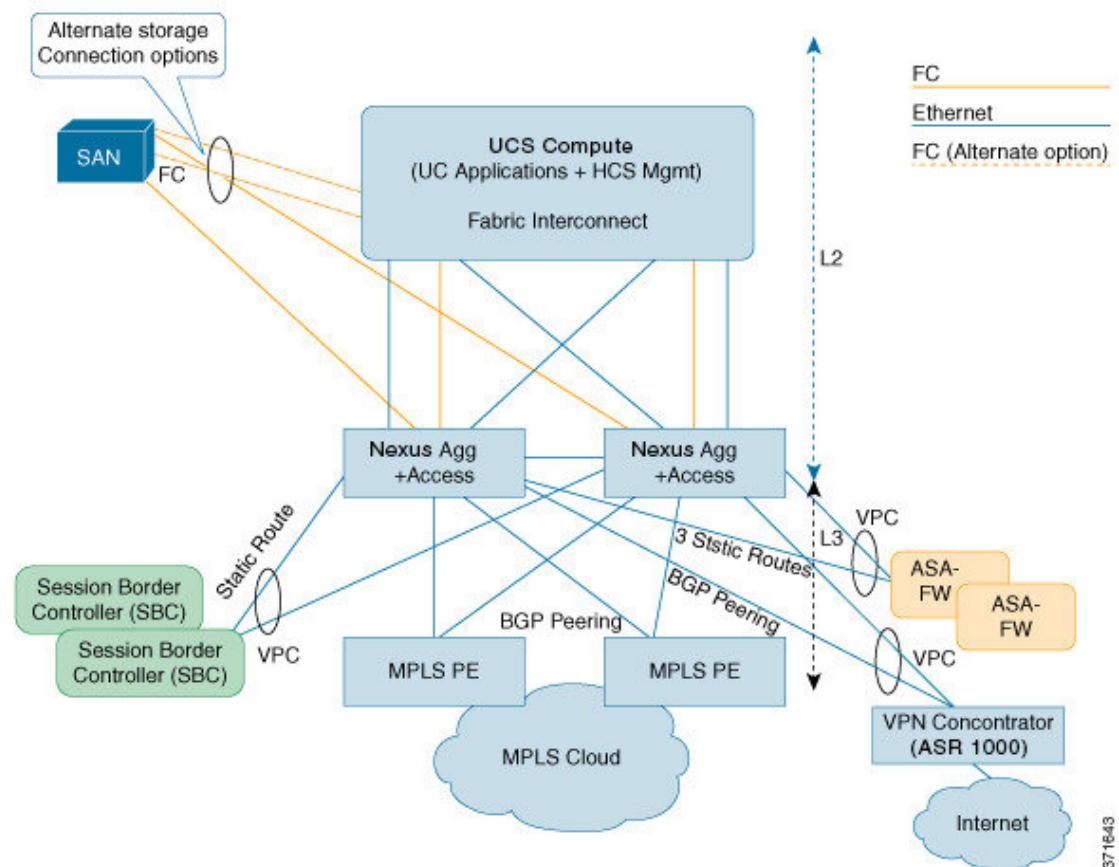 Alternate storage
Connection options
SAN
FC
UCS Compute
(UC Applications + HCS Mgmt)
Fabric Interconnect
FC
Ethernet
FC (Alternate option)
L2
Nexus Agg
+Access
Nexus Agg
+Access
L3
Static Route
VPC
3 Ststic Routes
BGP Peering
VPC
ASA-
FW
ASA-
FW
Session Border
Controller (SBC)
Session Border
Controller (SBC)
VPC
BGP Peering
MPLS PE
MPLS PE
MPLS Cloud
VPN Concontrator
(ASR 1000)
Internet
371643